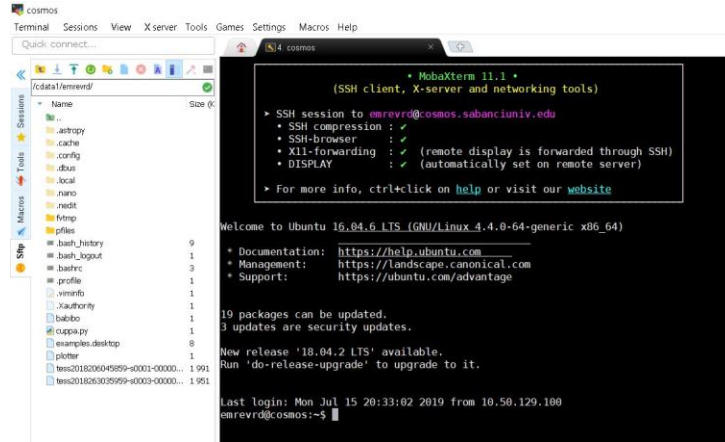 cosmos
Terminal Sessions View X server Tools Games Settings Macros Help
Quick connect...
4. cosmos
/cdata1/emrevrd/
Name Size (K
..
.astropy
.cache
.config
.dbus
.local
.nano
.nedit
fvtmp
pfiles
.bash_history 9
.bash_logout 1
.bashrc 3
.profile 1
.viminfo 1
.Xauthority 1
babibo 1
cuppa.py 1
examples.desktop 8
plotter 1
tess2018206045859-s0001-00000... 1 991
tess2018263035959-s0003-00000... 1 951
Sessions
Tools
Macros
Sftp
• MobaXterm 11.1 •
(SSH client, X-server and networking tools)
➤ SSH session to emrevrd@cosmos.sabanciuniv.edu
• SSH compression : ✔
• SSH-browser : ✔
• X11-forwarding : ✔ (remote display is forwarded through SSH)
• DISPLAY : ✔ (automatically set on remote server)
➤ For more info, ctrl+click on help or visit our website
Welcome to Ubuntu 16.04.6 LTS (GNU/Linux 4.4.0-64-generic x86_64)
* Documentation: https://help.ubuntu.com
* Management: https://landscape.canonical.com
* Support: https://ubuntu.com/advantage
19 packages can be updated.
3 updates are security updates.
New release '18.04.2 LTS' available.
Run 'do-release-upgrade' to upgrade to it.
Last login: Mon Jul 15 20:33:02 2019 from 10.50.129.100
emrevrd@cosmos:~$